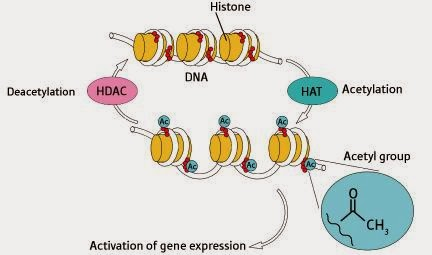 Histone
DNA
Deacetylation
HDAC
HAT
Acetylation
Ac
Ac
Ac
Ac
Ac
Ac
Acetyl group
O
CH3
Activation of gene expression